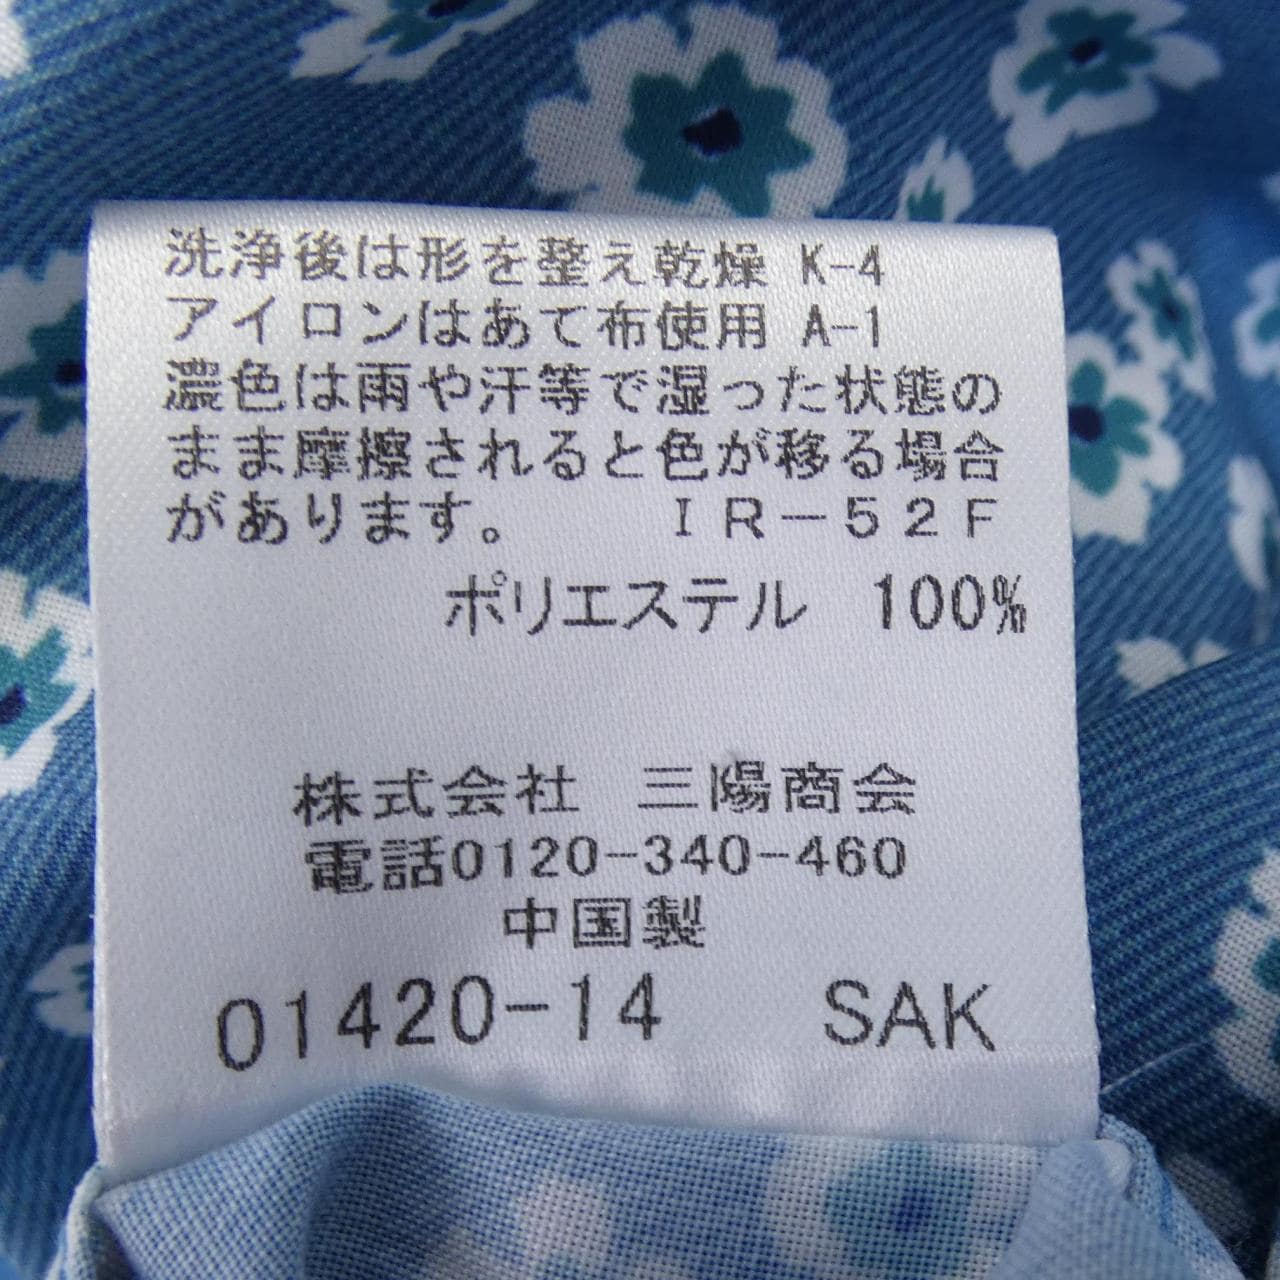 洗浄後は形を整え乾燥 K-4
アイロンはあて布使用 A-1
濃色は雨や汗等で湿った状態の
まま摩擦されると色が移る場合
があります。　　ＩＲ－５２Ｆ
ポリエステル 100%
株式会社 三陽商会
電話0120-340-460
中国製
01420-14 SAK